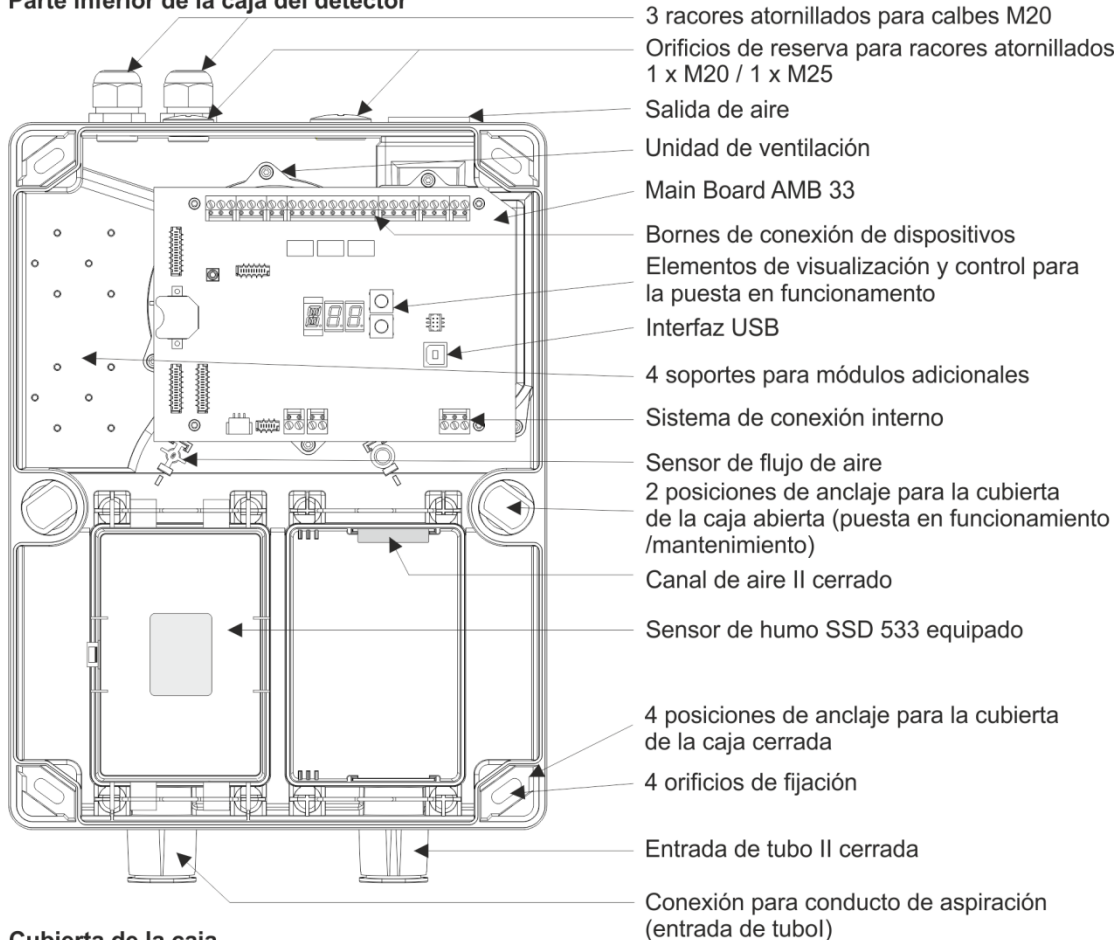 Parte inferior de la caja del detector
3 racores atornillados para calbes M20
Orificios de reserva para racores atornillados
1 x M20 / 1 x M25
Salida de aire
Unidad de ventilación
Main Board AMB 33
Bornes de conexión de dispositivos
Elementos de visualización y control para
la puesta en funcionamento
Interfaz USB
4 soportes para módulos adicionales
Sistema de conexión interno
Sensor de flujo de aire
2 posiciones de anclaje para la cubierta
de la caja abierta (puesta en funcionamiento
/mantenimiento)
Canal de aire II cerrado
Sensor de humo SSD 533 equipado
4 posiciones de anclaje para la cubierta
de la caja cerrada
4 orificios de fijación
Entrada de tubo II cerrada
Conexión para conducto de aspiración
(entrada de tuboI)
Cubierta de la caja